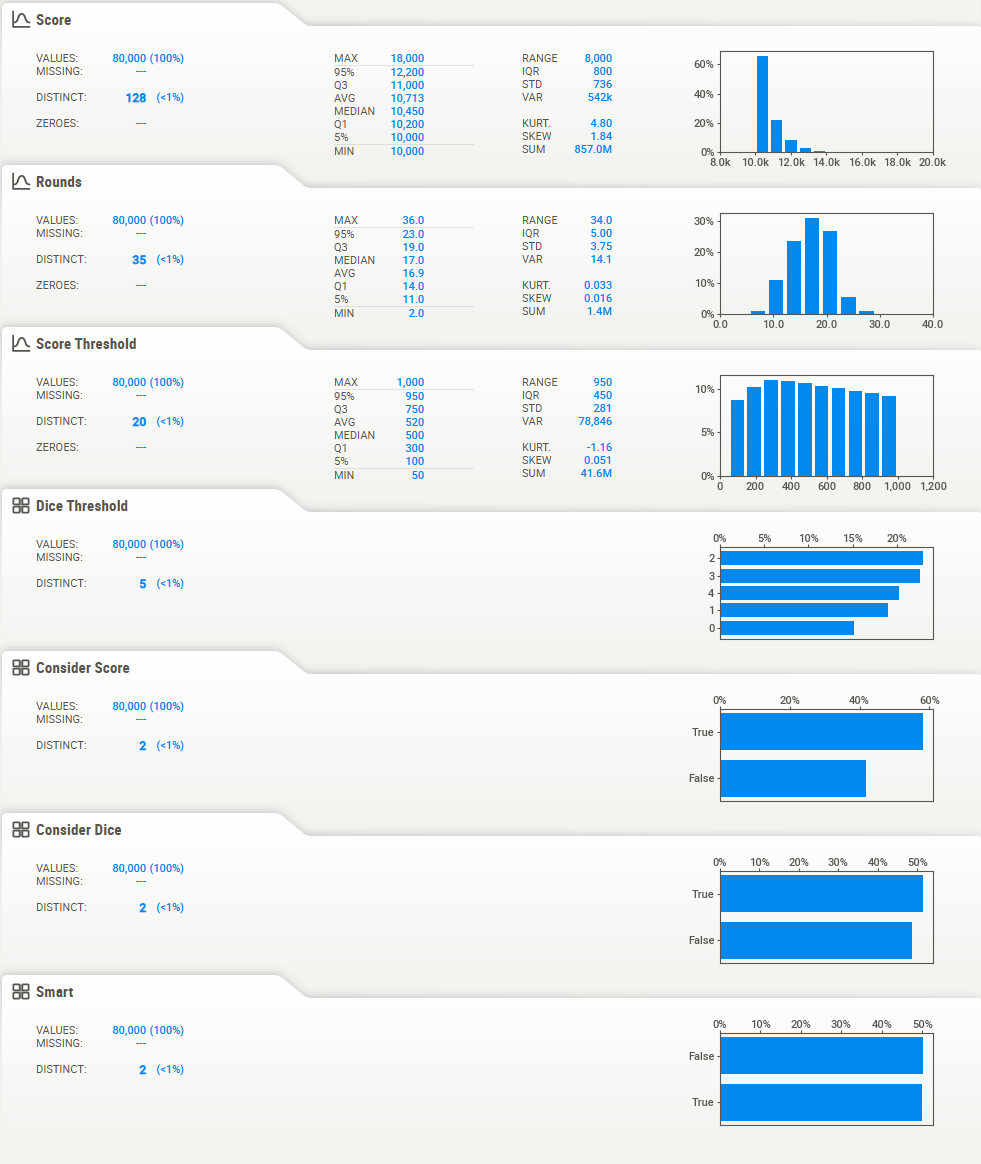 Score
VALUES: 80,000 (100%)
MISSING: ---
DISTINCT: 128 (<1%)
ZEROES: ---
MAX 18,000
95% 12,200
Q3 11,000
AVG 10,713
MEDIAN 10,450
Q1 10,200
5% 10,000
MIN 10,000
RANGE 8,000
IQR 800
STD 736
VAR 542k
KURT. 4.80
SKEW 1.84
SUM 857.0M
60%
40%
20%
0%
8.0k 10.0k 12.0k 14.0k 16.0k 18.0k 20.0k
Rounds
VALUES: 80,000 (100%)
MISSING: ---
DISTINCT: 35 (<1%)
ZEROES: ---
MAX 36.0
95% 23.0
Q3 19.0
MEDIAN 17.0
AVG 16.9
Q1 14.0
5% 11.0
MIN 2.0
RANGE 34.0
IQR 5.00
STD 3.75
VAR 14.1
KURT. 0.033
SKEW 0.016
SUM 1.4M
30%
20%
10%
0%
0.0 10.0 20.0 30.0 40.0
Score Threshold
VALUES: 80,000 (100%)
MISSING: ---
DISTINCT: 20 (<1%)
ZEROES: ---
MAX 1,000
95% 950
Q3 750
AVG 520
MEDIAN 500
Q1 300
5% 100
MIN 50
RANGE 950
IQR 450
STD 281
VAR 78,846
KURT. -1.16
SKEW 0.051
SUM 41.6M
10%
5%
0%
0 200 400 600 800 1,000 1,200
Dice Threshold
VALUES: 80,000 (100%)
MISSING: ---
DISTINCT: 5 (<1%)
0% 5% 10% 15% 20%
2
3
4
1
0
Consider Score
VALUES: 80,000 (100%)
MISSING: ---
DISTINCT: 2 (<1%)
0% 20% 40% 60%
True
False
Consider Dice
VALUES: 80,000 (100%)
MISSING: ---
DISTINCT: 2 (<1%)
0% 10% 20% 30% 40% 50%
True
False
Smart
VALUES: 80,000 (100%)
MISSING: ---
DISTINCT: 2 (<1%)
0% 10% 20% 30% 40% 50%
False
True